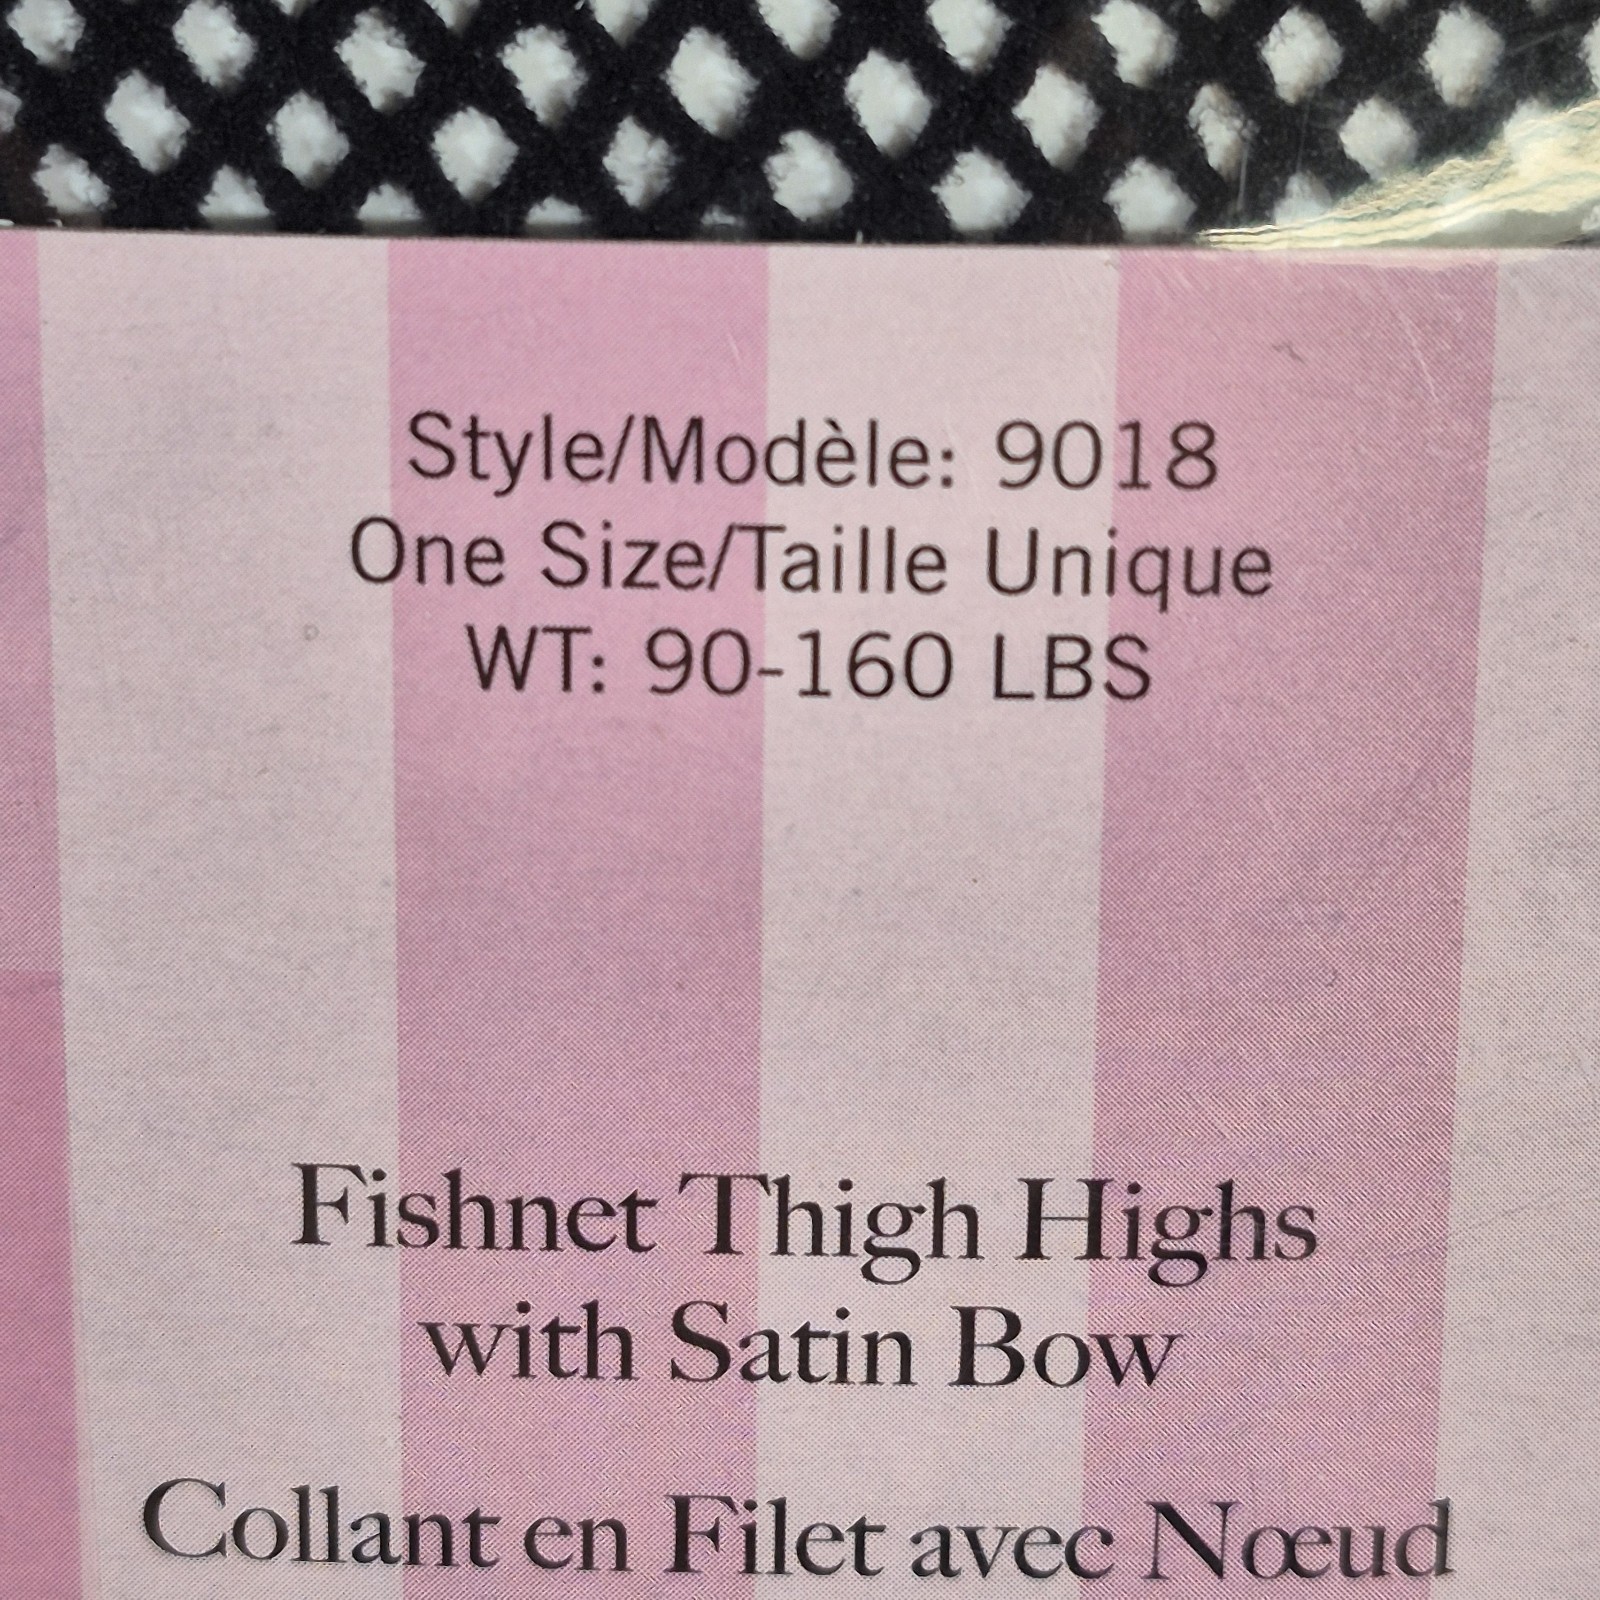 Style/Modèle: 9018
One Size/Taille Unique
WT: 90-160 LBS
Fishnet Thigh Highs
with Satin Bow
Collant en Filet avec Nœud